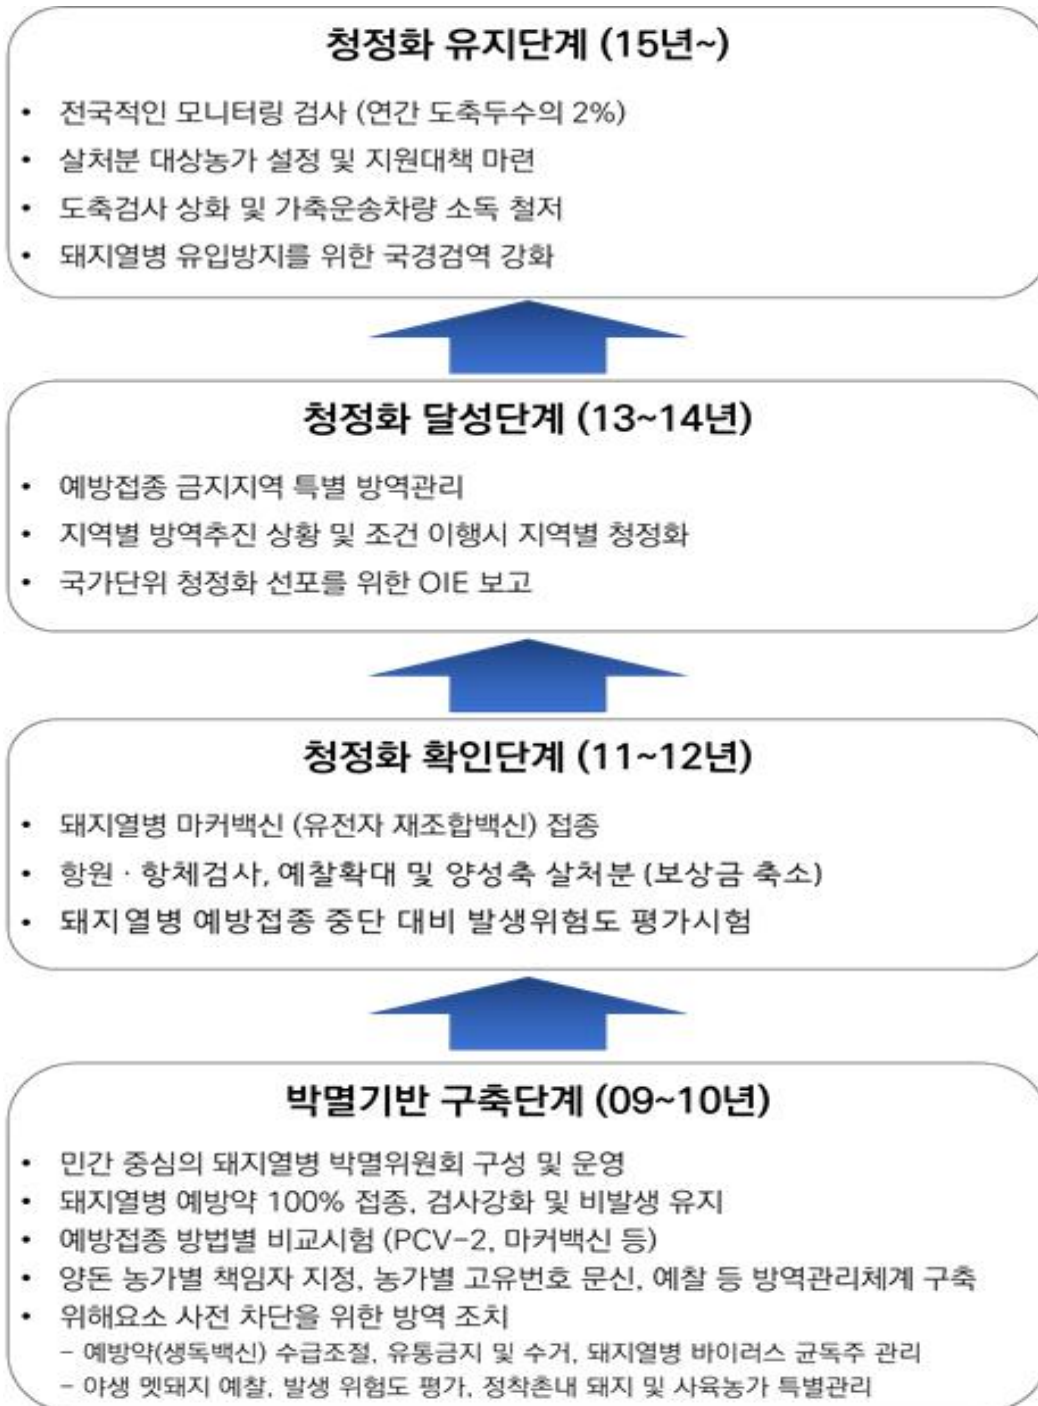 청정화 유지단계 (15년~)
• 전국적인 모니터링 검사 (연간 도축두수의 2%)
• 살처분 대상농가 설정 및 지원대책 마련
• 도축검사 상화 및 가축운송차량 소독 철저
• 돼지열병 유입방지를 위한 국경검역 강화
청정화 달성단계 (13~14년)
• 예방접종 금지지역 특별 방역관리
• 지역별 방역추진 상황 및 조건 이행시 지역별 청정화
• 국가단위 청정화 선포를 위한 OIE 보고
청정화 확인단계 (11~12년)
• 돼지열병 마커백신 (유전자 재조합백신) 접종
• 항원 · 항체검사, 예찰확대 및 양성축 살처분 (보상금 축소)
• 돼지열병 예방접종 중단 대비 발생위험도 평가시험
박멸기반 구축단계 (09~10년)
• 민간 중심의 돼지열병 박멸위원회 구성 및 운영
• 돼지열병 예방약 100% 접종, 검사강화 및 비발생 유지
• 예방접종 방법별 비교시험 (PCV-2, 마커백신 등)
• 양돈 농가별 책임자 지정, 농가별 고유번호 문신, 예찰 등 방역관리체계 구축
• 위해요소 사전 차단을 위한 방역 조치
- 예방약(생독백신) 수급조절, 유통금지 및 수거, 돼지열병 바이러스 균독주 관리
- 야생 멧돼지 예찰, 발생 위험도 평가, 정착촌내 돼지 및 사육농가 특별관리